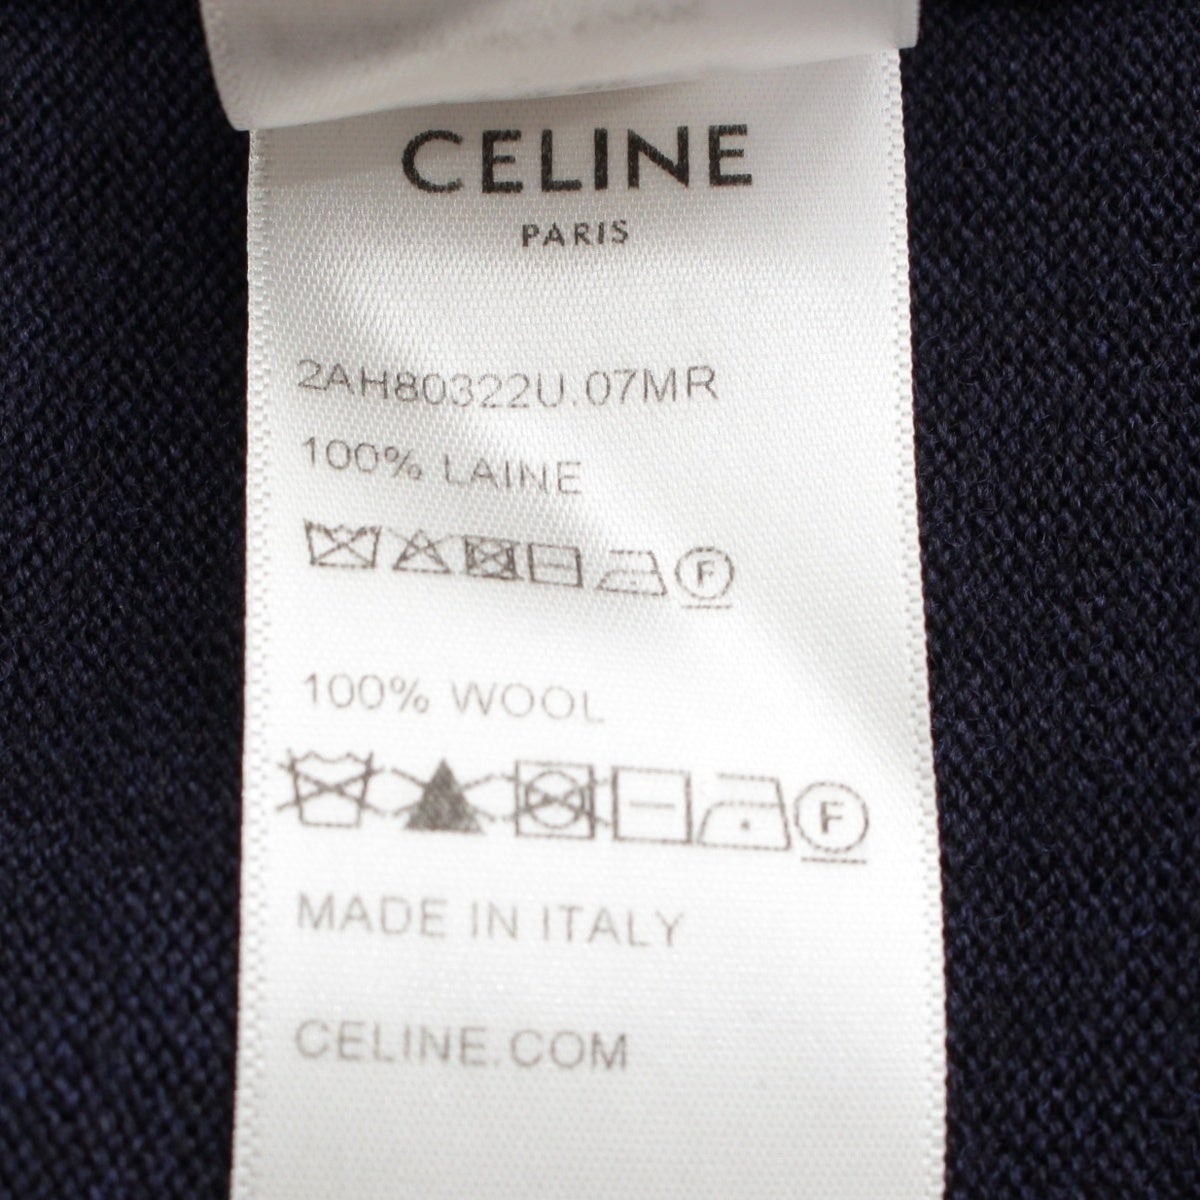 CELINE
PARIS
2AH80322U.07MR
100% LAINE
F
100% WOOL
F
MADE IN ITALY
CELINE.COM